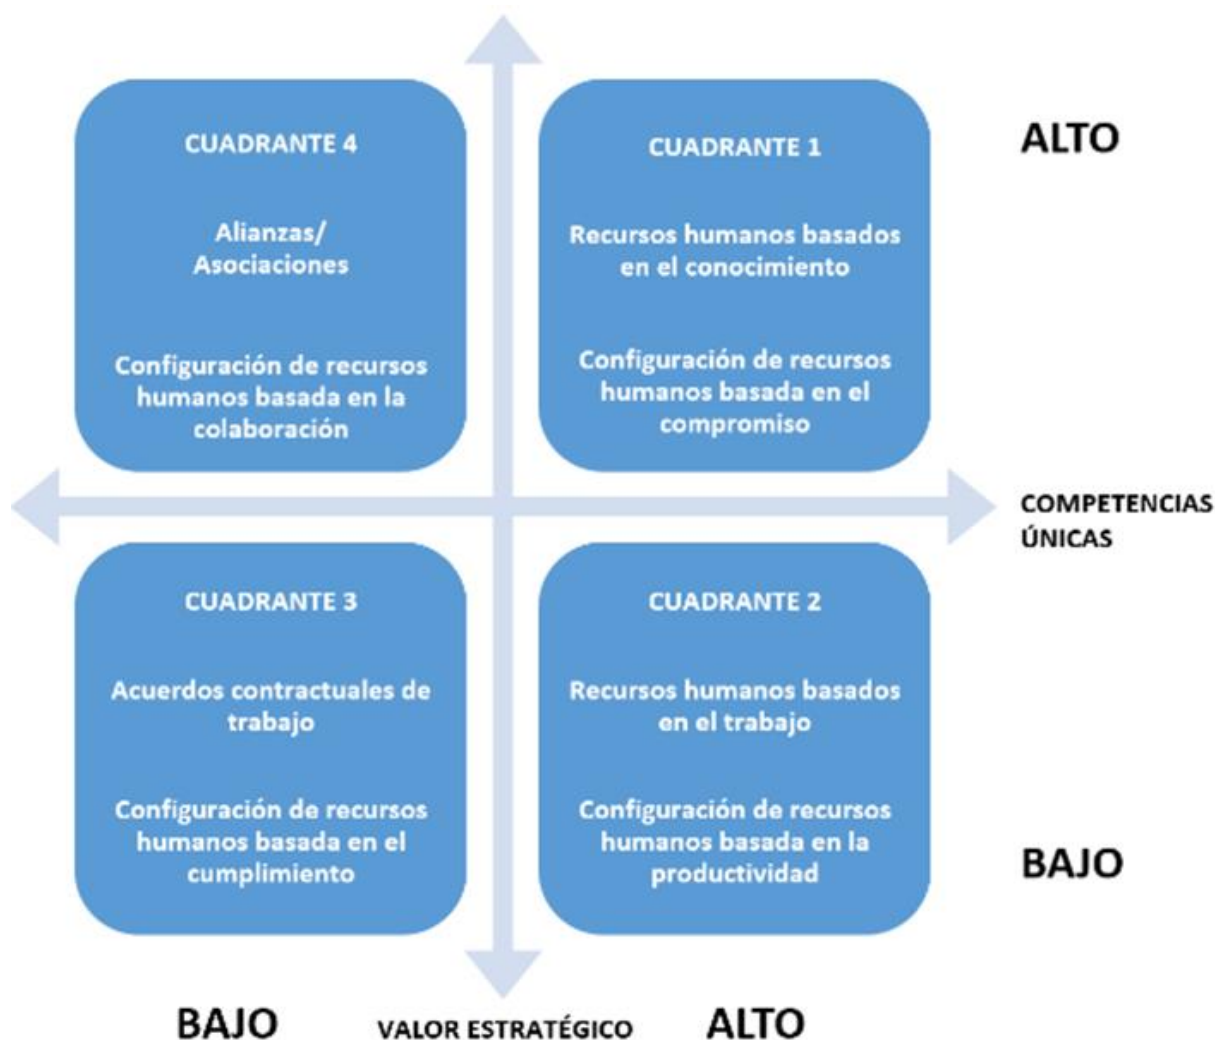 CUADRANTE 4
Alianzas/
Asociaciones
Configuración de recursos
humanos basada en la
colaboración
CUADRANTE 1
Recursos humanos basados
en el conocimiento
Configuración de recursos
humanos basada en el
compromiso
ALTO
COMPETENCIAS
ÚNICAS
CUADRANTE 3
Acuerdos contractuales de
trabajo
Configuración de recursos
humanos basada en el
cumplimiento
CUADRANTE 2
Recursos humanos basados
en el trabajo
Configuración de recursos
humanos basada en la
productividad
BAJO
BAJO
VALOR ESTRATÉGICO
ALTO